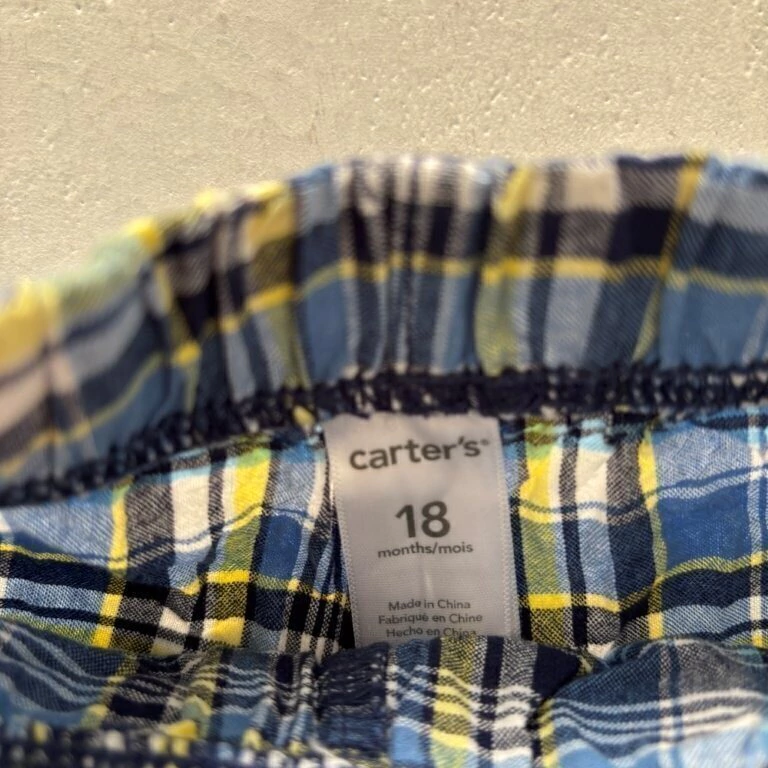 carter's®
18
months/mois
Made in China
Fabriqué en Chine
Hecho en China